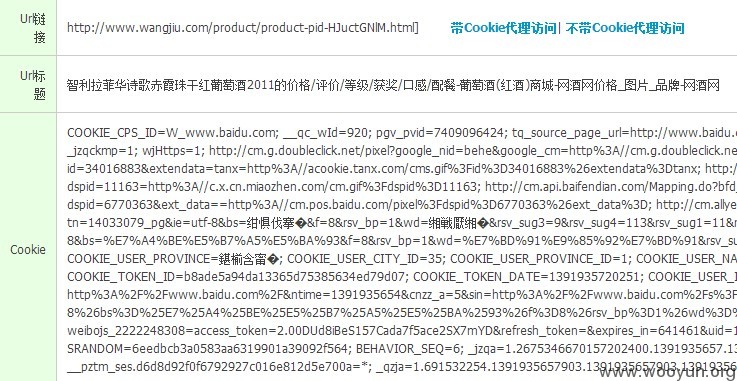 Url链接
http://www.wangjiu.com/product/product-pid-HJuctGNlM.html] 带Cookie代理访问| 不带Cookie代理访问
Url标题
智利拉菲华诗歌赤霞珠干红葡萄酒2011的价格/评价/等级/获奖/口感/配餐-葡萄酒(红酒)商城-网酒网价格_图片_品牌-网酒网
Cookie
COOKIE_CPS_ID=W_www.baidu.com; __qc_wId=920; pgv_pvid=7409096424; tq_source_page_url=http://www.baidu.co
_jzqckmp=1; wjHttps=1; http://cm.g.doubleclick.net/pixel?google_nid=behe&google_cm=http%3A//cm.g.doubleclick.ne
id=34016883&extendata=tanx=http%3A//acookie.tanx.com/cms.gif%3Fid%3D34016883%26extendata%3Dtanx; http:
dspid=11163=http%3A//c.x.cn.miaozhen.com/cm.gif%3Fdspid%3D11163; http://cm.api.baifendian.com/Mapping.do?bfd_
dspid=6770363&ext_data==http%3A//cm.pos.baidu.com/pixel%3Fdspid%3D6770363%26ext_data%3D; http://cm.allye
tn=14033079_pg&ie=utf-8&bs=绀惧伐搴�&f=8&rsv_bp=1&wd=缃戦厭缃�&rsv_sug3=9&rsv_sug4=113&rsv_sug1=11&r
8&bs=%E7%A4%BE%E5%B7%A5%E5%BA%93&f=8&rsv_bp=1&wd=%E7%BD%91%E9%85%92%E7%BD%91&rsv_su
COOKIE_USER_PROVINCE= COOKIE_USER_CITY_ID=35; COOKIE_USER_PROVINCE_ID=1; COOKIE_USER_NA
COOKIE_TOKEN_ID=b8ade5a94da13365d75385634ed79d07; COOKIE_TOKEN_DATE=1391935720251; COOKIE_USER_I
http%3A%2F%2Fwww.baidu.com%2F&ntime=1391935654&cnzz_a=5&sin=http%3A%2F%2Fwww.baidu.com%2Fs%3F
8%26bs%3D%25E7%25A4%25BE%25E5%25B7%25A5%25E5%25BA%2593%26f%3D8%26rsv_bp%3D1%26wd%3D%
weibojs_2222248308=access_token=2.00DUd8iBeS157Cada7f5ace2SX7mYD&refresh_token=&expires_in=641461&uid=1
SRANDOM=6eedbcb3a0583aa6319901a39092f564; BEHAVIOR_SEQ=6; _jzqa=1.2675346670157202400.1391935657.13
__pztm_ses.d6d8d92f0f6792927c016e812d5e700a=*; _qzja=1.691532254.1391935657903.1391935657903.139193565
www.wooyun.org